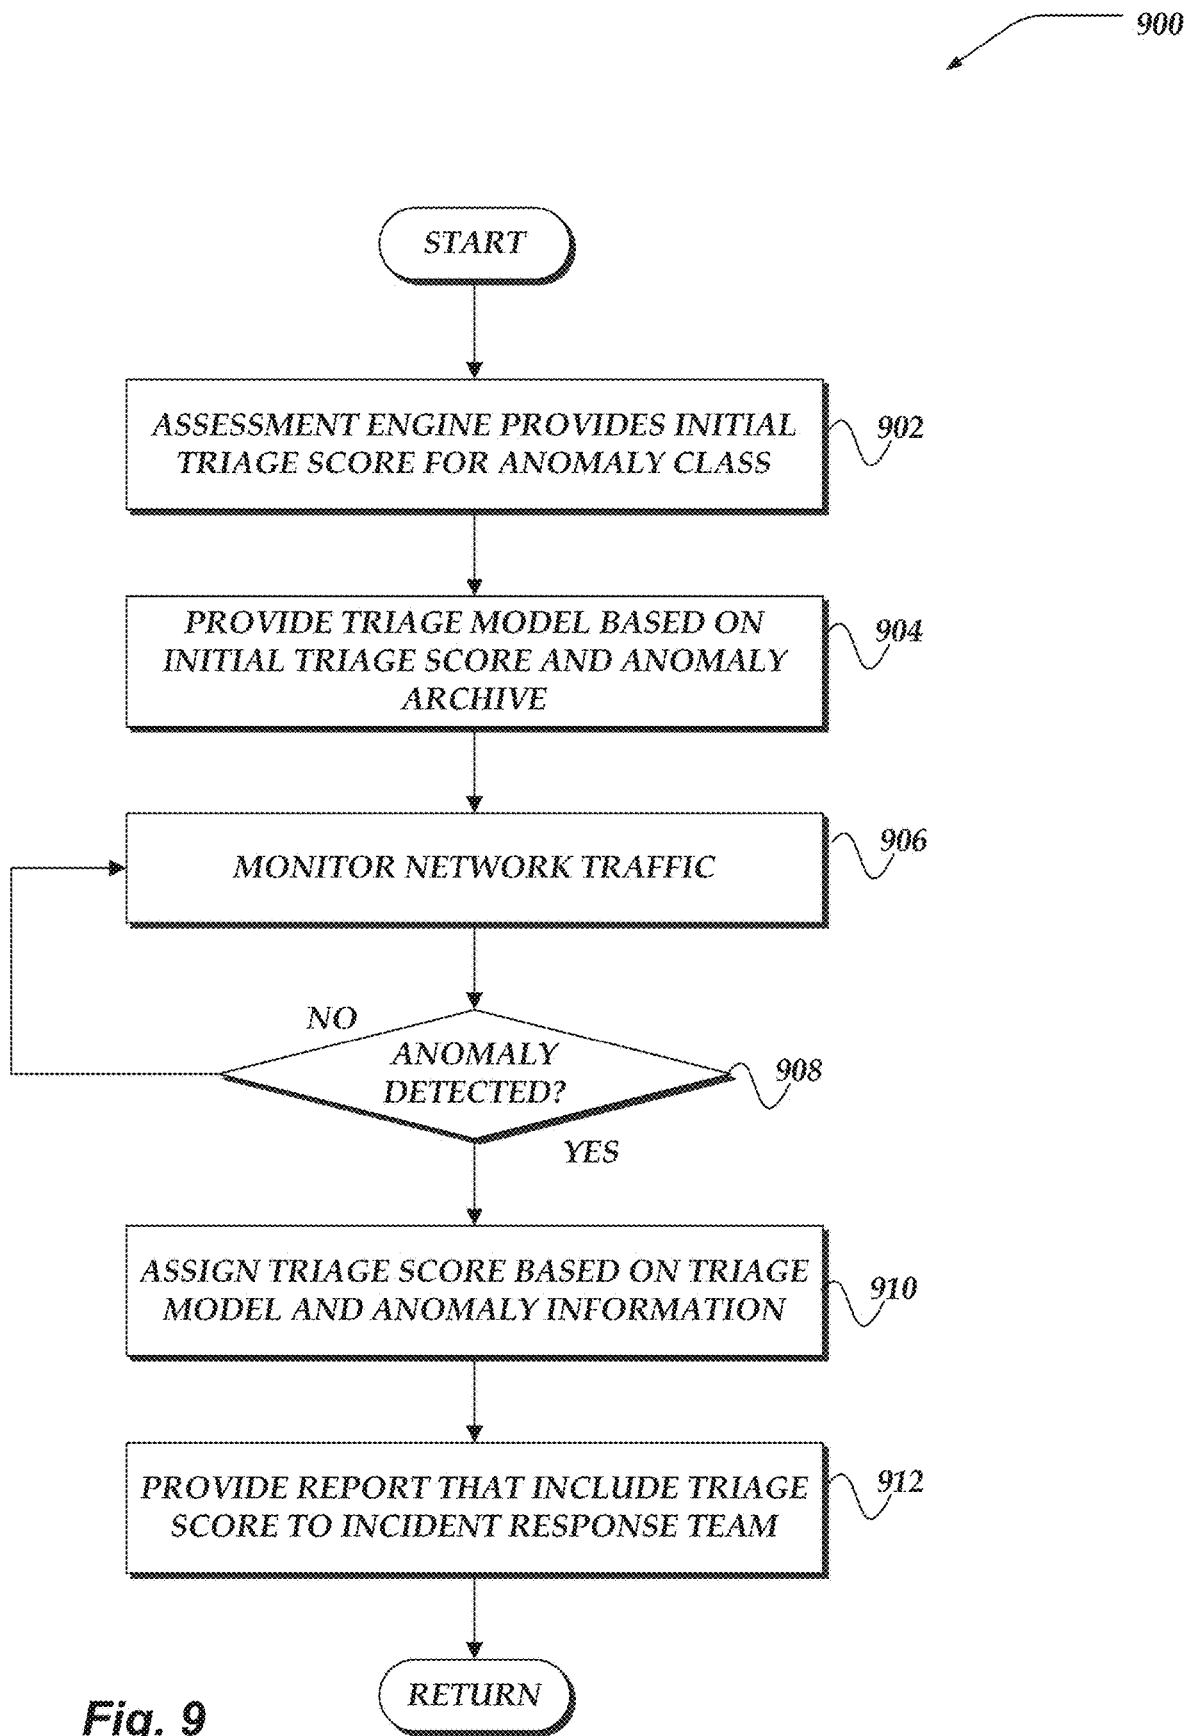 900
START
ASSESSMENT ENGINE PROVIDES INITIAL
TRIAGE SCORE FOR ANOMALY CLASS
902
PROVIDE TRIAGE MODEL BASED ON
INITIAL TRIAGE SCORE AND ANOMALY
ARCHIVE
904
MONITOR NETWORK TRAFFIC
906
NO
ANOMALY
DETECTED?
908
YES
ASSIGN TRIAGE SCORE BASED ON TRIAGE
MODEL AND ANOMALY INFORMATION
910
PROVIDE REPORT THAT INCLUDE TRIAGE
SCORE TO INCIDENT RESPONSE TEAM
912
RETURN
Fig. 9